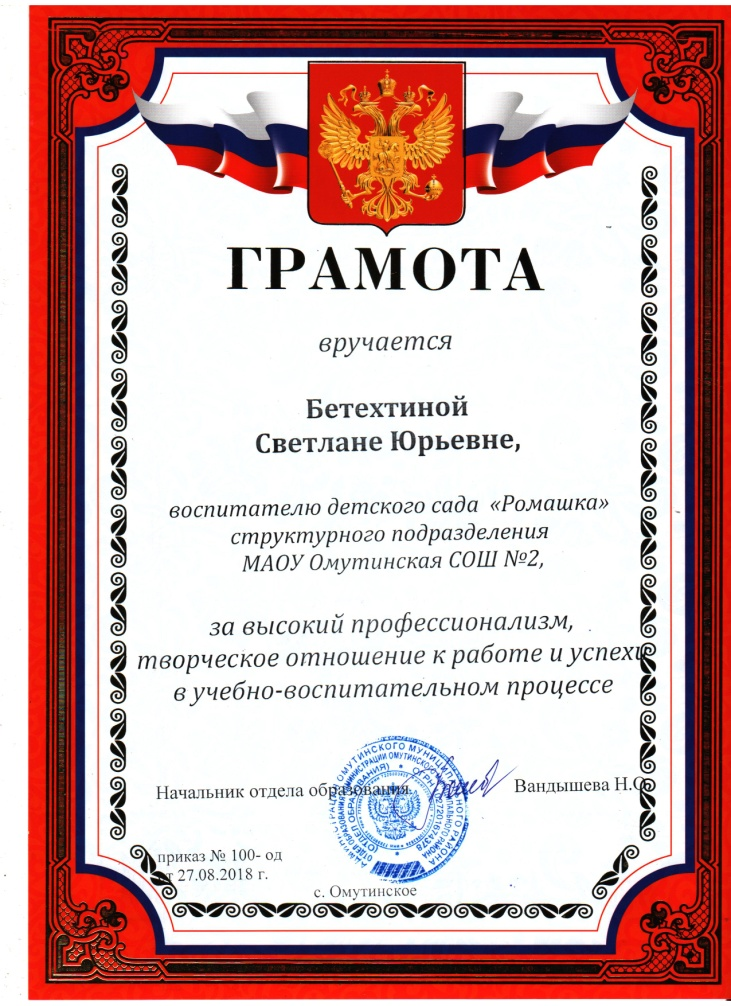 ГРАМОТА
вручается
Бетехтиной
Светлане Юрьевне,
воспитателю детского сада «Ромашка»
структурного подразделения
МАОУ Омутинская СОШ №2,
за высокий профессионализм,
творческое отношение к работе и успехи
в учебно-воспитательном процессе
Начальник отдела образования Вандышева Н.О.
приказ № 100- од
от 27.08.2018 г.
с. Омутинское